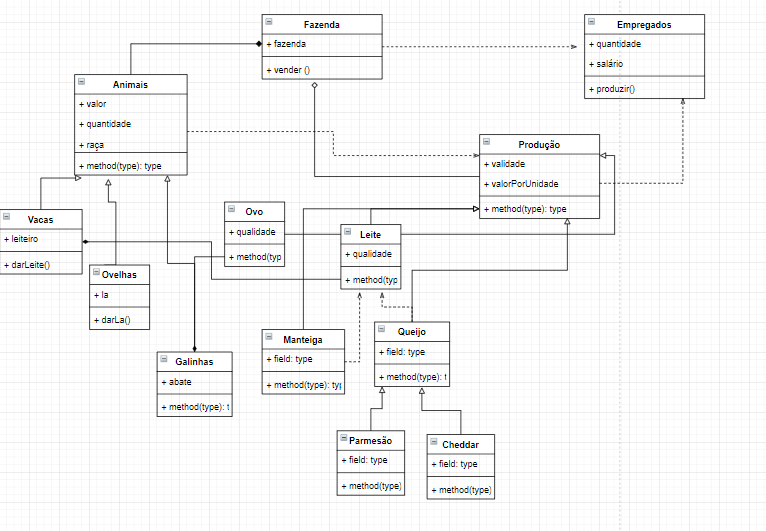 Fazenda
+ fazenda
+ vender ()
Empregados
+ quantidade
+ salário
+ produzir()
Animais
+ valor
+ quantidade
+ raça
+ method(type): type
Produção
+ validade
+ valorPorUnidade
+ method(type): type
Vacas
+ leiteiro
+ darLeite()
Ovo
+ qualidade
+ method(typ
Leite
+ qualidade
+ method(typ
Ovelhas
+ la
+ darLa()
Galinhas
+ abate
+ method(type): t
Manteiga
+ field: type
+ method(type): typ
Queijo
+ field: type
+ method(type): t
Parmesão
+ field: type
+ method(type)
Cheddar
+ field: type
+ method(type)